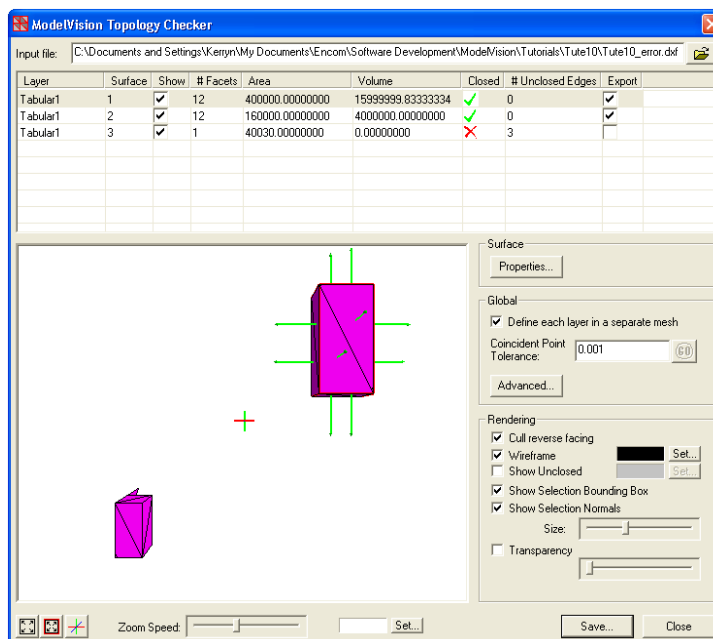 ModelVision Topology Checker
Input file: C:\Documents and Settings\Kerryn\My Documents\Encom\Software Development\ModelVision\Tutorials\Tute10\Tute10_error.dxf
Layer Surface Show # Facets Area Volume Closed # Unclosed Edges Export
Tabular1 1 12 400000.00000000 15999999.83333334 0
Tabular1 2 12 160000.00000000 4000000.00000000 0
Tabular1 3 1 40030.00000000 0.00000000 3
Surface
Properties...
Global
Define each layer in a separate mesh
Coincident Point Tolerance: 0.001 GO
Advanced...
Rendering
Cull reverse facing
Wireframe Set...
Show Unclosed Set...
Show Selection Bounding Box
Show Selection Normals
Size:
Transparency
Zoom Speed: Set... Save... Close